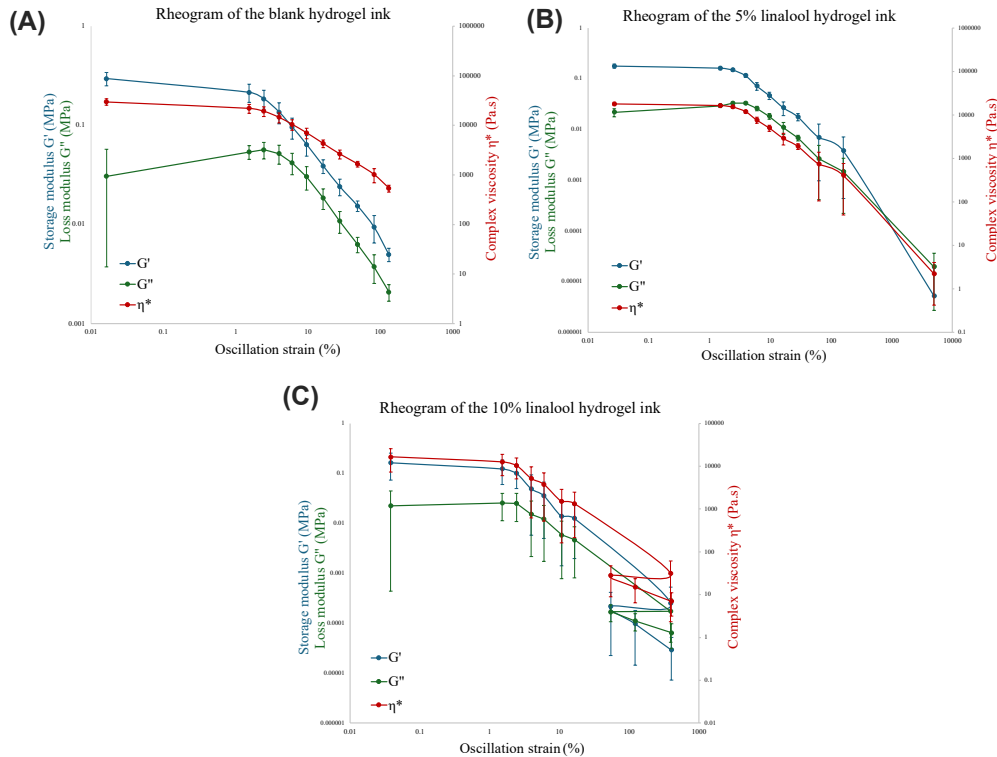 (A)
Rheogram of the blank hydrogel ink
Storage modulus G' (MPa)
Loss modulus G'' (MPa)
1
0.1
0.01
0.001
1000000
100000
10000
1000
100
10
1
Complex viscosity η* (Pa.s)
G'
G''
η*
0.01
0.1
1
10
100
1000
Oscillation strain (%)
(B)
Rheogram of the 5% linalool hydrogel ink
Storage modulus G' (MPa)
Loss modulus G'' (MPa)
1
0.1
0.01
0.001
0.0001
0.00001
0.000001
1000000
100000
10000
1000
100
10
1
0.1
Complex viscosity η* (Pa.s)
G'
G''
η*
0.01
0.1
1
10
100
1000
10000
Oscillation strain (%)
(C)
Rheogram of the 10% linalool hydrogel ink
Storage modulus G' (MPa)
Loss modulus G'' (MPa)
1
0.1
0.01
0.001
0.0001
0.00001
0.000001
100000
10000
1000
100
10
1
0.1
0.01
Complex viscosity η* (Pa.s)
G'
G''
η*
0.01
0.1
1
10
100
1000
Oscillation strain (%)